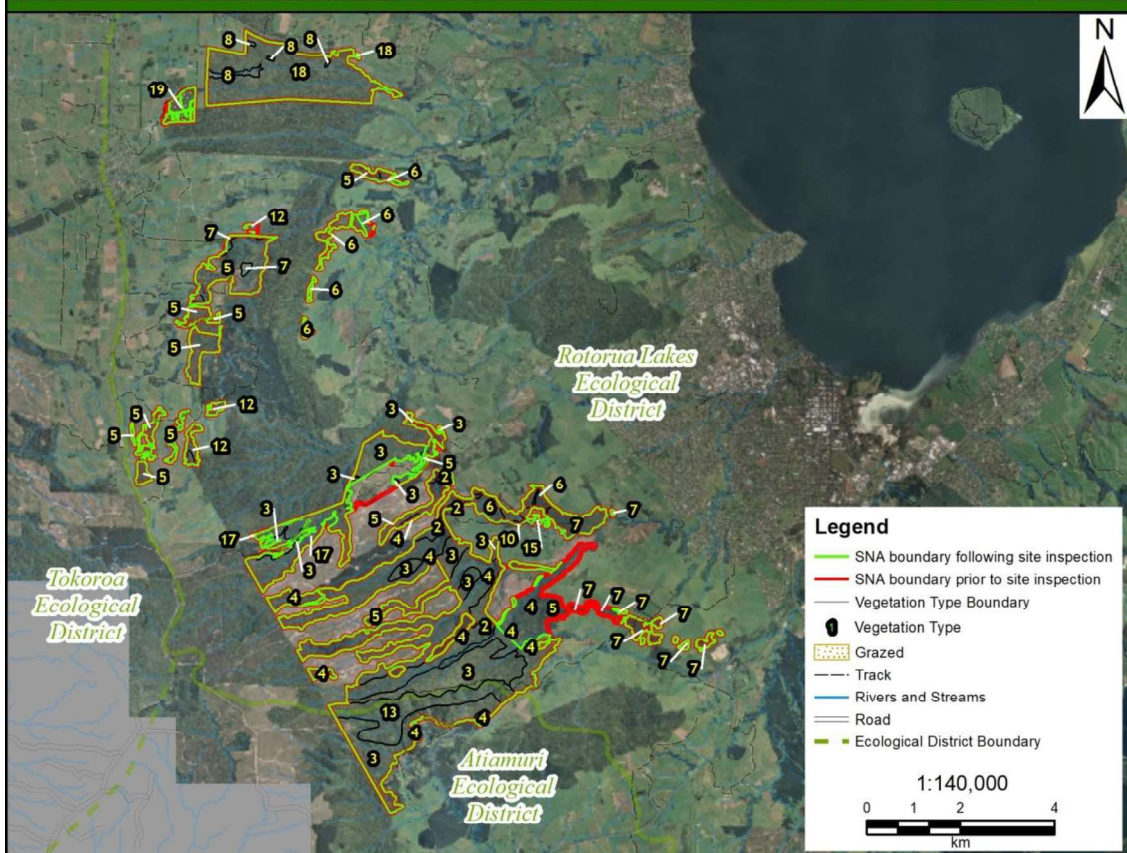 N
8 8 8 18
8 18
19
5 6
12 6
7 6
5 7
6
5 5
6
5
12
5 5 5 12
5
3 3
3 5
3 2
3
3
17 17
3
5 4 2
2 6 6 7 7
3 10 15
4 3 3 4
4 5
4 2 4
4 5 7 7 7
4 7 7
7 7 7
3
13 4 4
3
Rotorua Lakes
Ecological
District
Tokoroa
Ecological
District
Atiamuri
Ecological
District
Legend
SNA boundary following site inspection
SNA boundary prior to site inspection
Vegetation Type Boundary
1 Vegetation Type
Grazed
Track
Rivers and Streams
Road
Ecological District Boundary
1:140,000
0 1 2 4
km